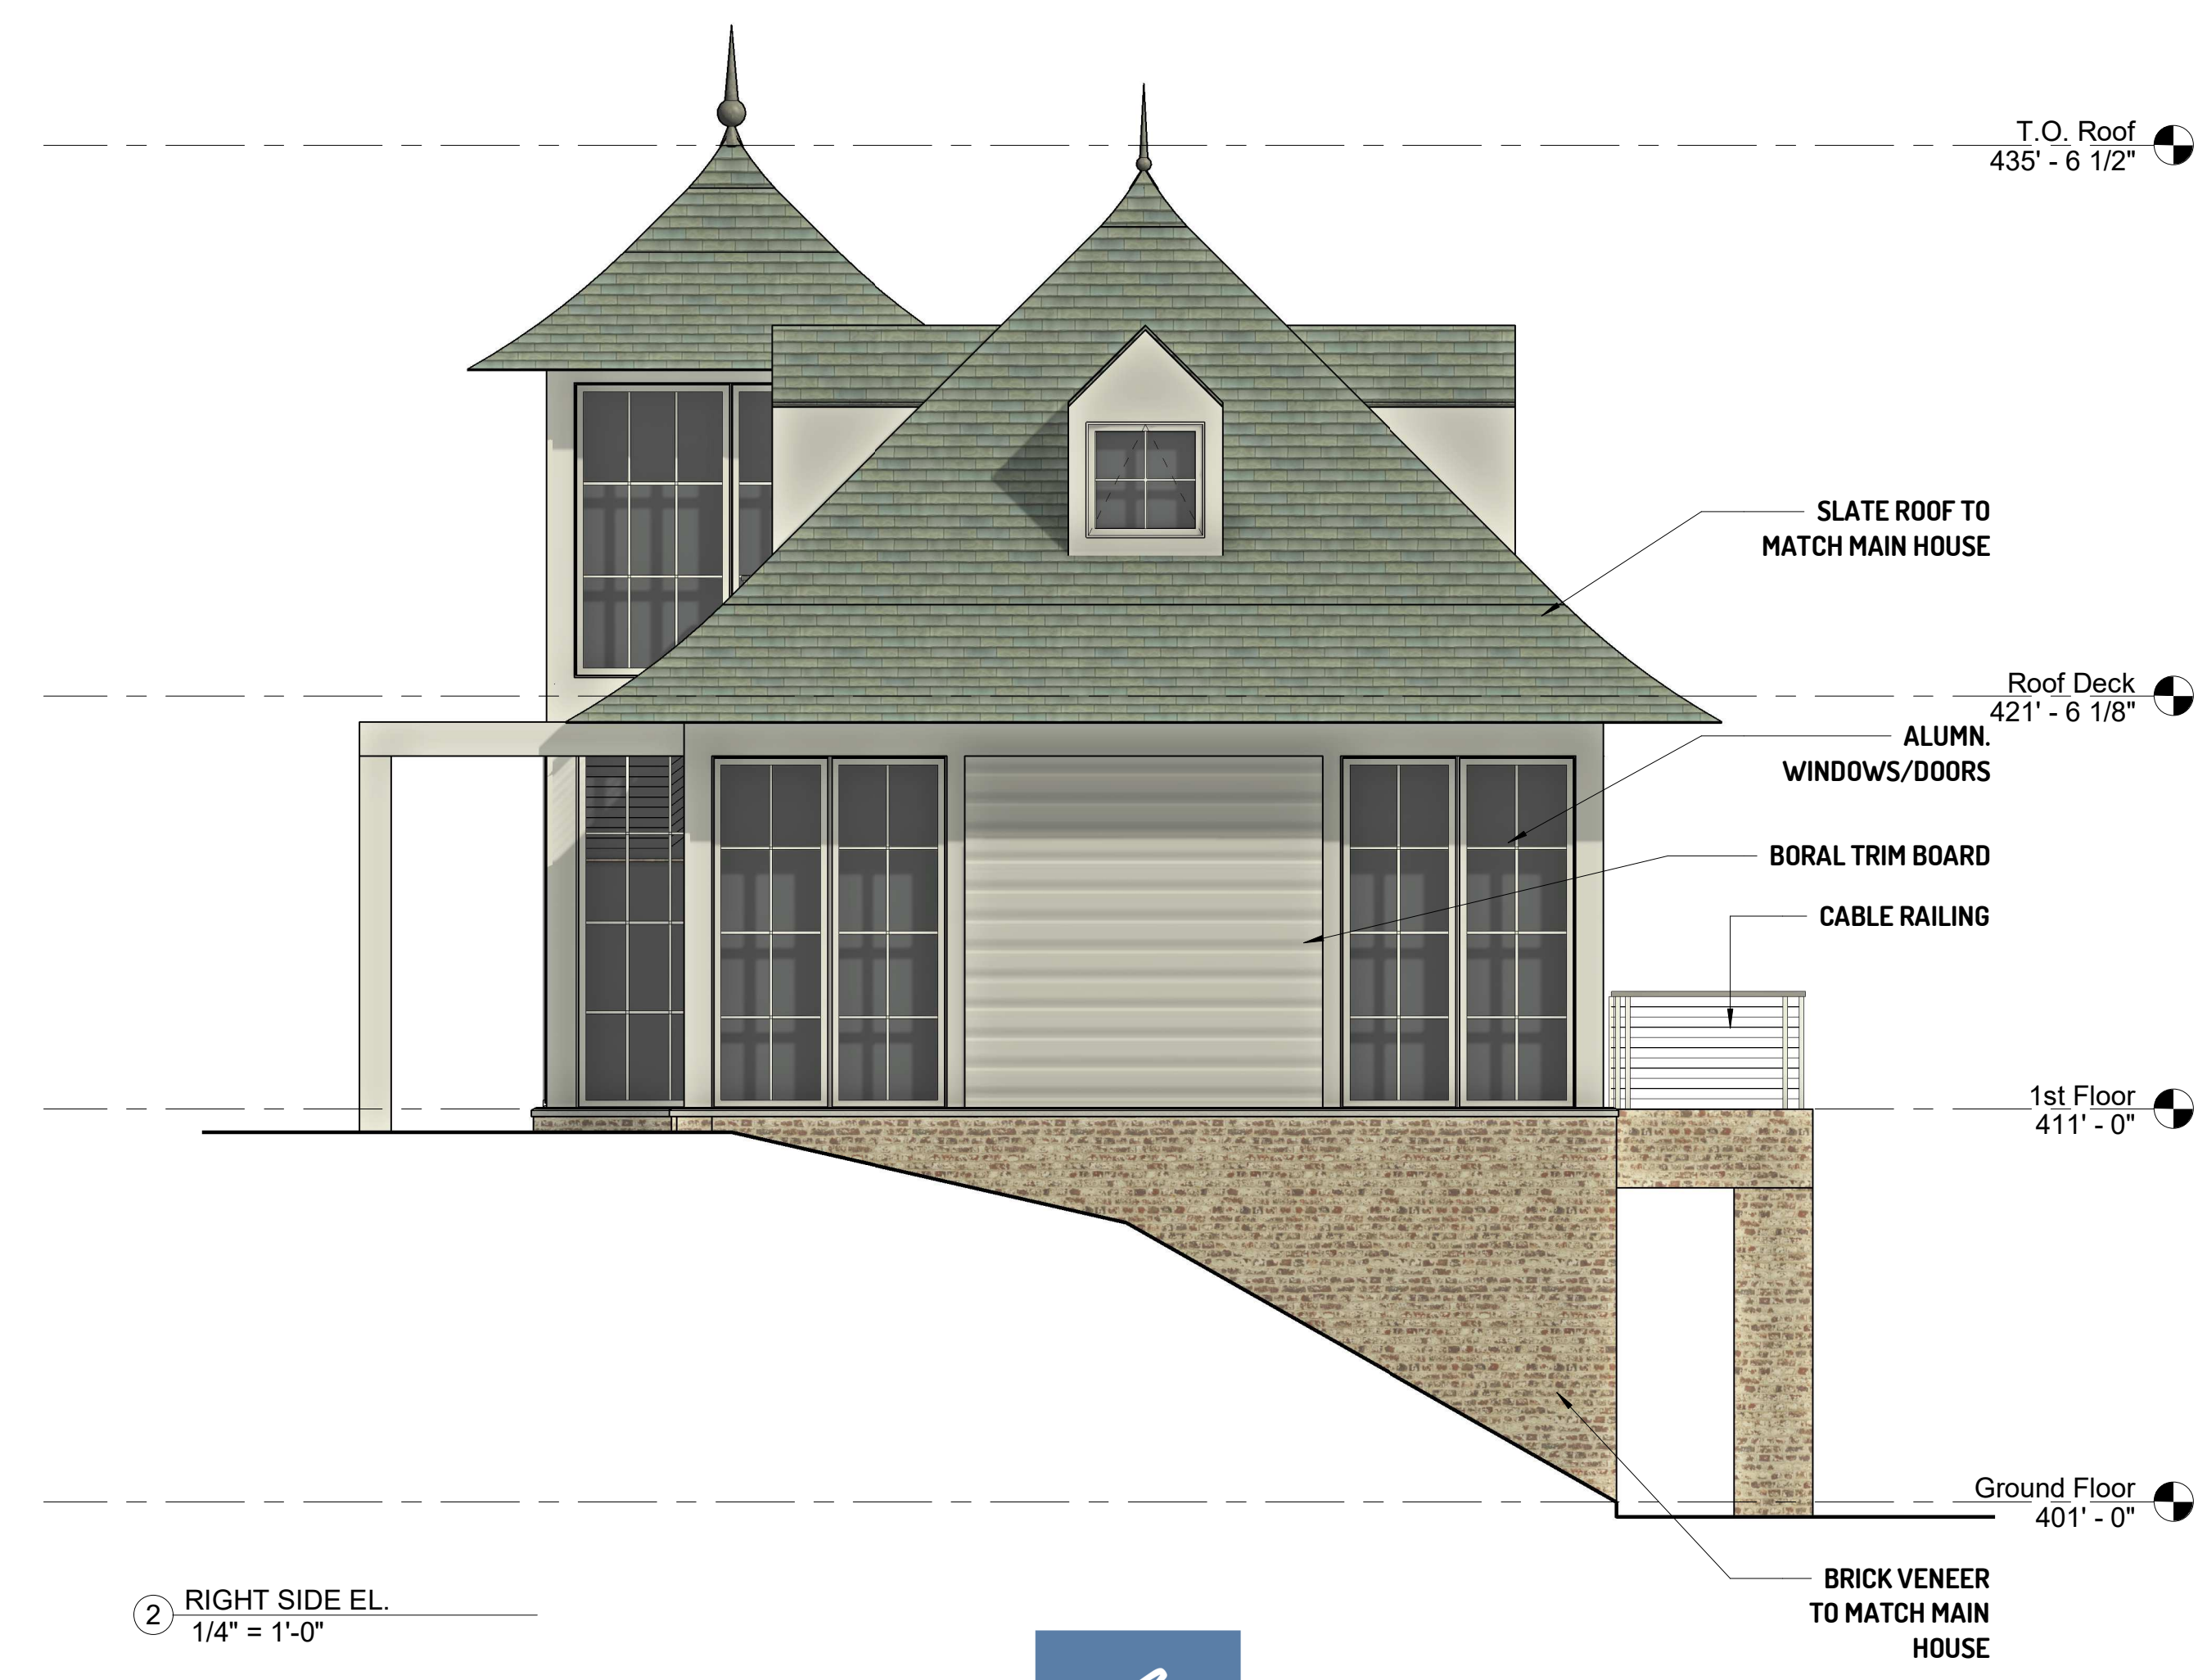 T.O. Roof
435' - 6 1/2"
SLATE ROOF TO
MATCH MAIN HOUSE
Roof Deck
421' - 6 1/8"
ALUMN.
WINDOWS/DOORS
BORAL TRIM BOARD
CABLE RAILING
1st Floor
411' - 0"
Ground Floor
401' - 0"
BRICK VENEER
TO MATCH MAIN
HOUSE
2 RIGHT SIDE EL.
1/4" = 1'-0"